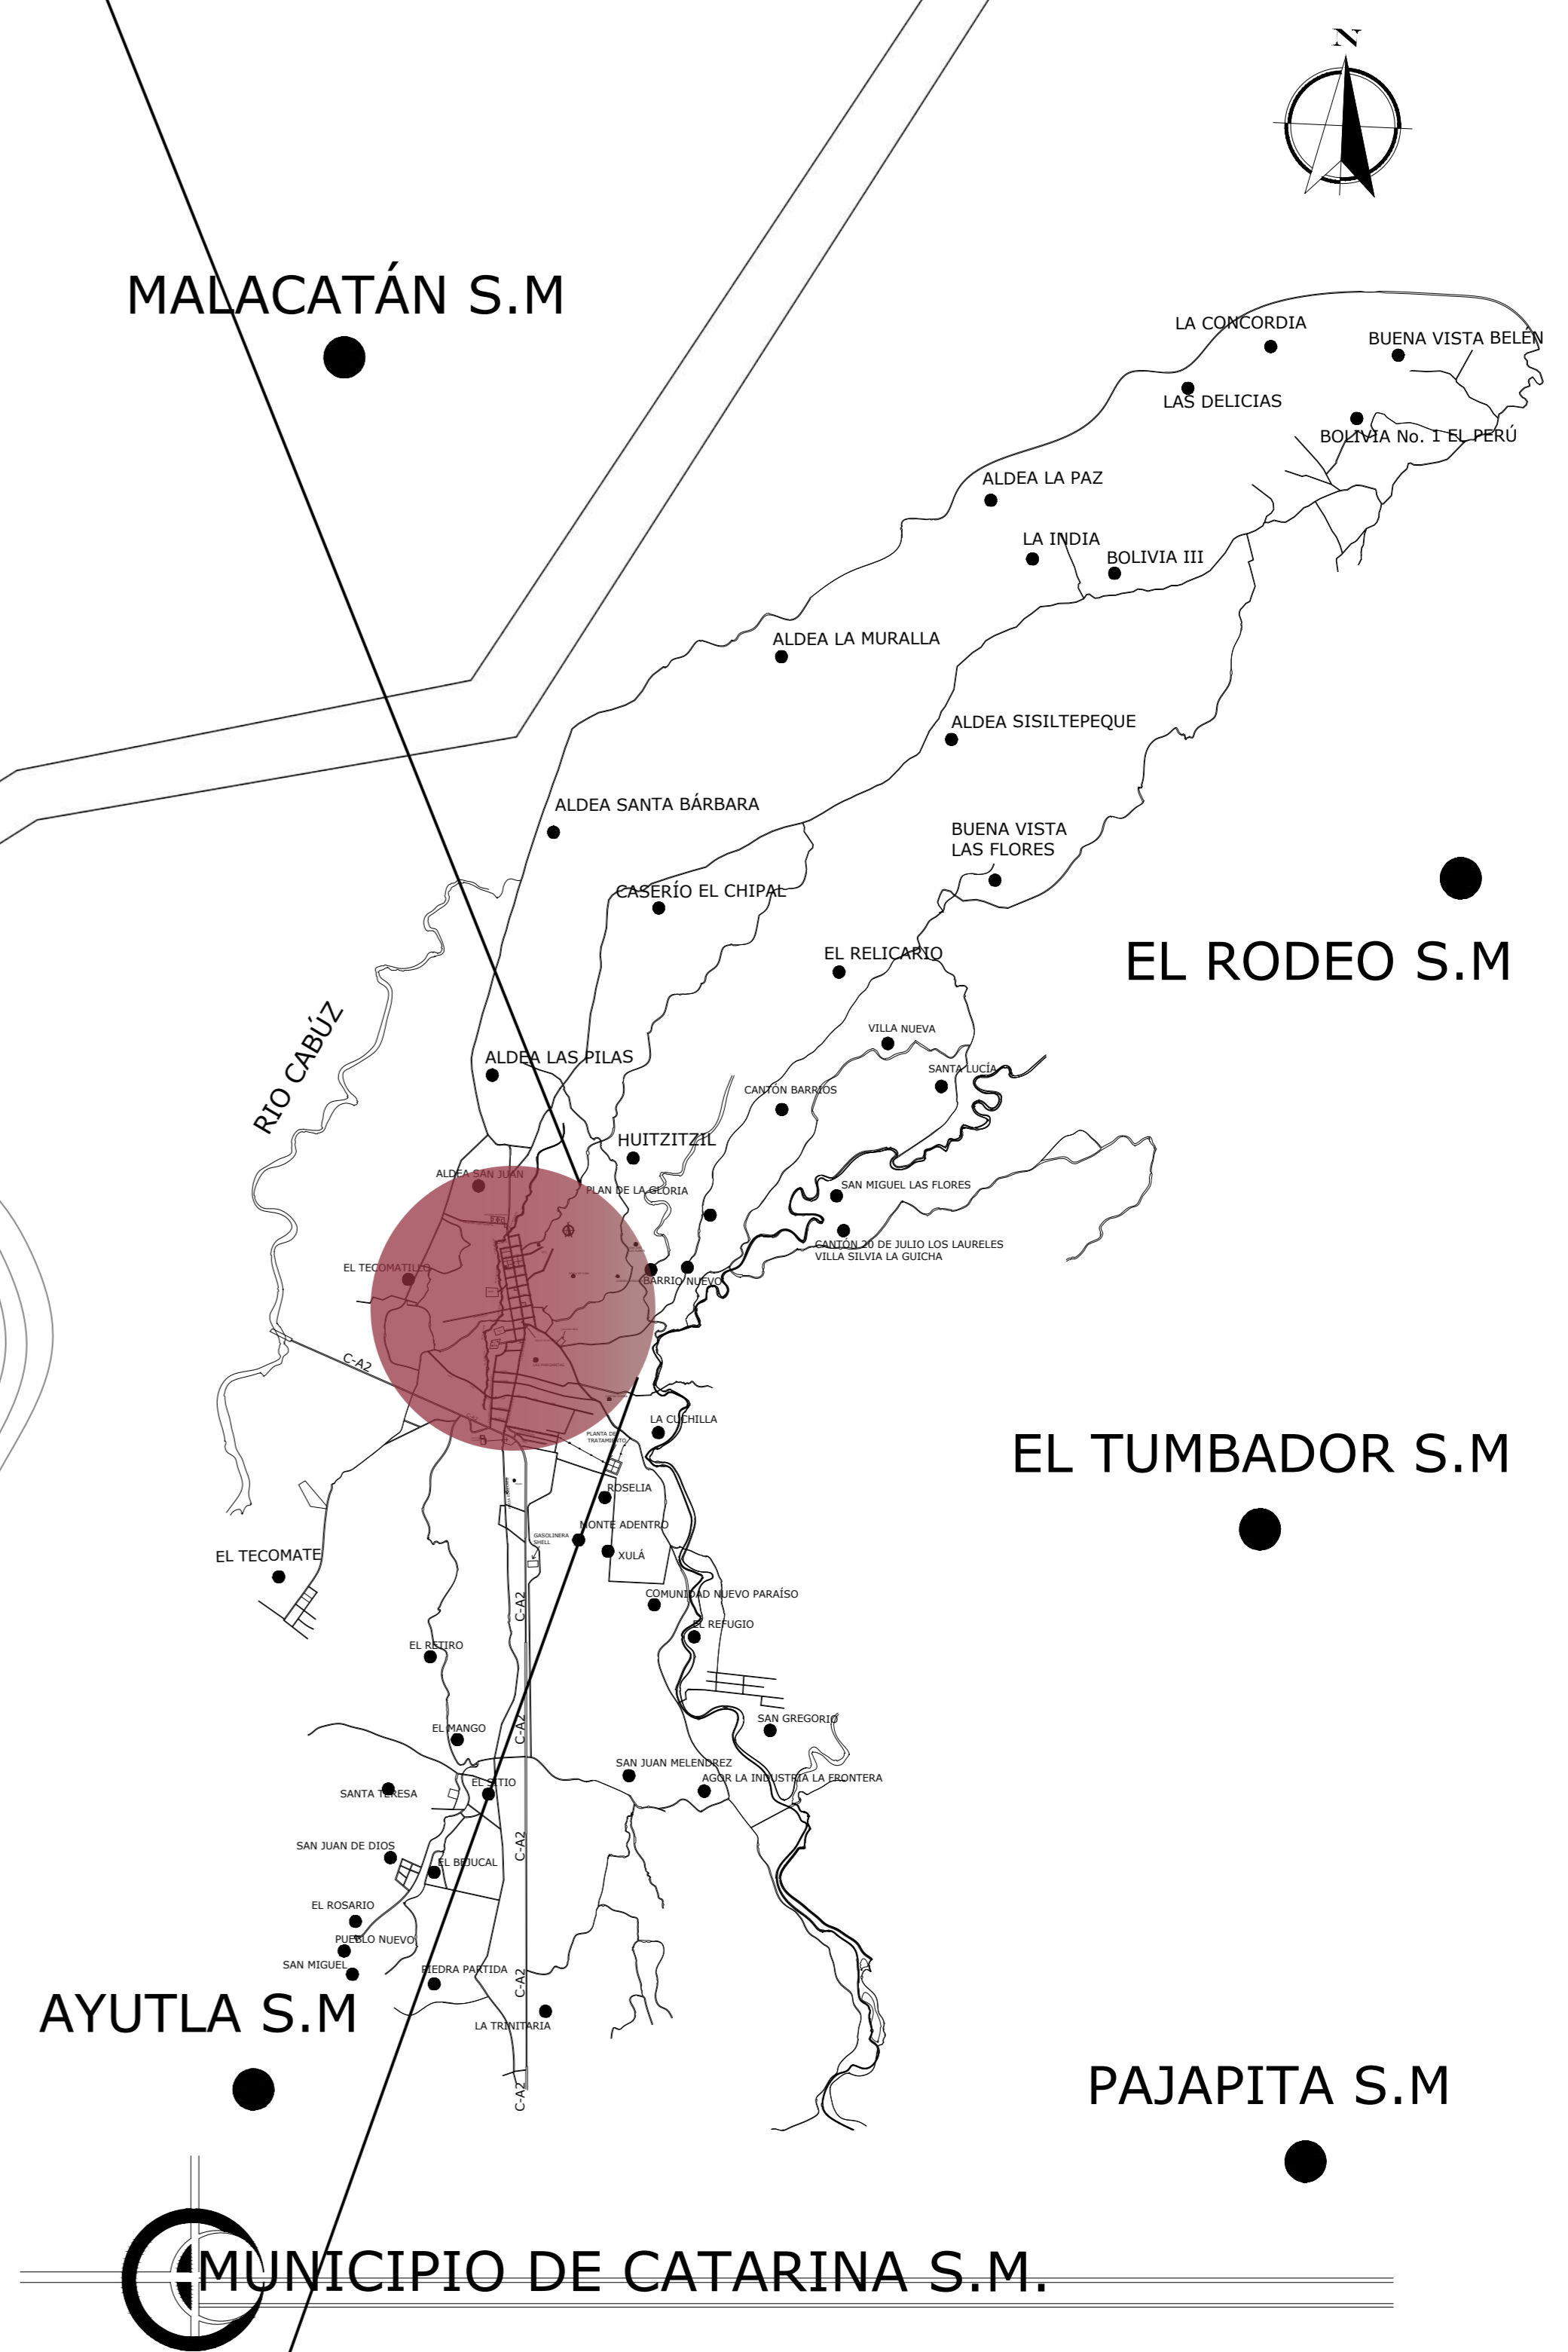 N
MALACATÁN S.M
LA CONCORDIA
BUENA VISTA BELÉN
LAS DELICIAS
BOLIVIA No. 1 EL PERÚ
ALDEA LA PAZ
LA INDIA
BOLIVIA III
ALDEA LA MURALLA
ALDEA SISILTEPEQUE
ALDEA SANTA BÁRBARA
BUENA VISTA
LAS FLORES
CASERÍO EL CHIPAL
EL RELICARIO
EL RODEO S.M
RIO CABÚZ
VILLA NUEVA
ALDEA LAS PILAS
SANTA LUCÍA
CANTÓN BARRIOS
HUITZITZIL
ALDEA SAN JUAN
PLAN DE LA GLORIA
SAN MIGUEL LAS FLORES
CANTÓN 20 DE JULIO LOS LAURELES
VILLA SILVIA LA GUICHA
EL TECOMATILLO
BARRIO NUEVO
C-A2
LA CUCHILLA
PLANTA DE
TRATAMIENTO
EL TUMBADOR S.M
ROSELIA
MONTE ADENTRO
GASOLINERA
SHELL
XULÁ
EL TECOMATE
COMUNIDAD NUEVO PARAÍSO
C-A2
EL REFUGIO
EL RETIRO
SAN GREGORIO
EL MANGO
C-A2
SAN JUAN MELENDREZ
AGOR LA INDUSTRIA LA FRONTERA
EL SITIO
SANTA TERESA
SAN JUAN DE DIOS
C-A2
EL BEJUCAL
EL ROSARIO
PUEBLO NUEVO
SAN MIGUEL
PIEDRA PARTIDA
C-A2
AYUTLA S.M
LA TRINITARIA
PAJAPITA S.M
C-A2
MUNICIPIO DE CATARINA S.M.